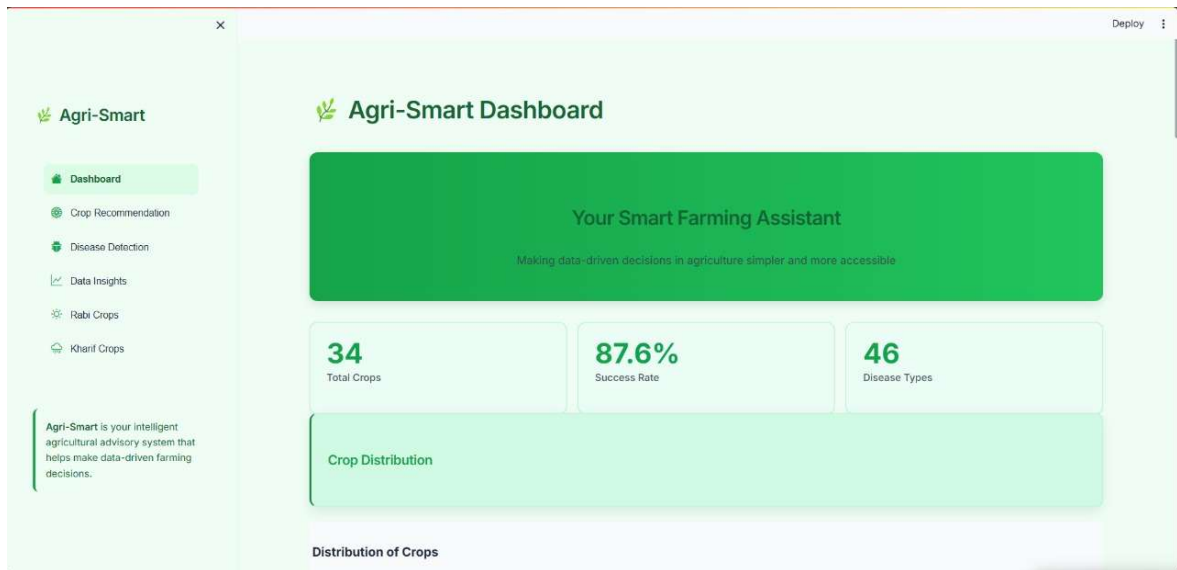 Deploy
Agri-Smart
Dashboard
Crop Recommendation
Disease Detection
Data Insights
Rabi Crops
Kharif Crops
Agri-Smart is your intelligent
agricultural advisory system that
helps make data-driven farming
decisions.
Agri-Smart Dashboard
Your Smart Farming Assistant
Making data-driven decisions in agriculture simpler and more accessible
34
Total Crops
87.6%
Success Rate
46
Disease Types
Crop Distribution
Distribution of Crops